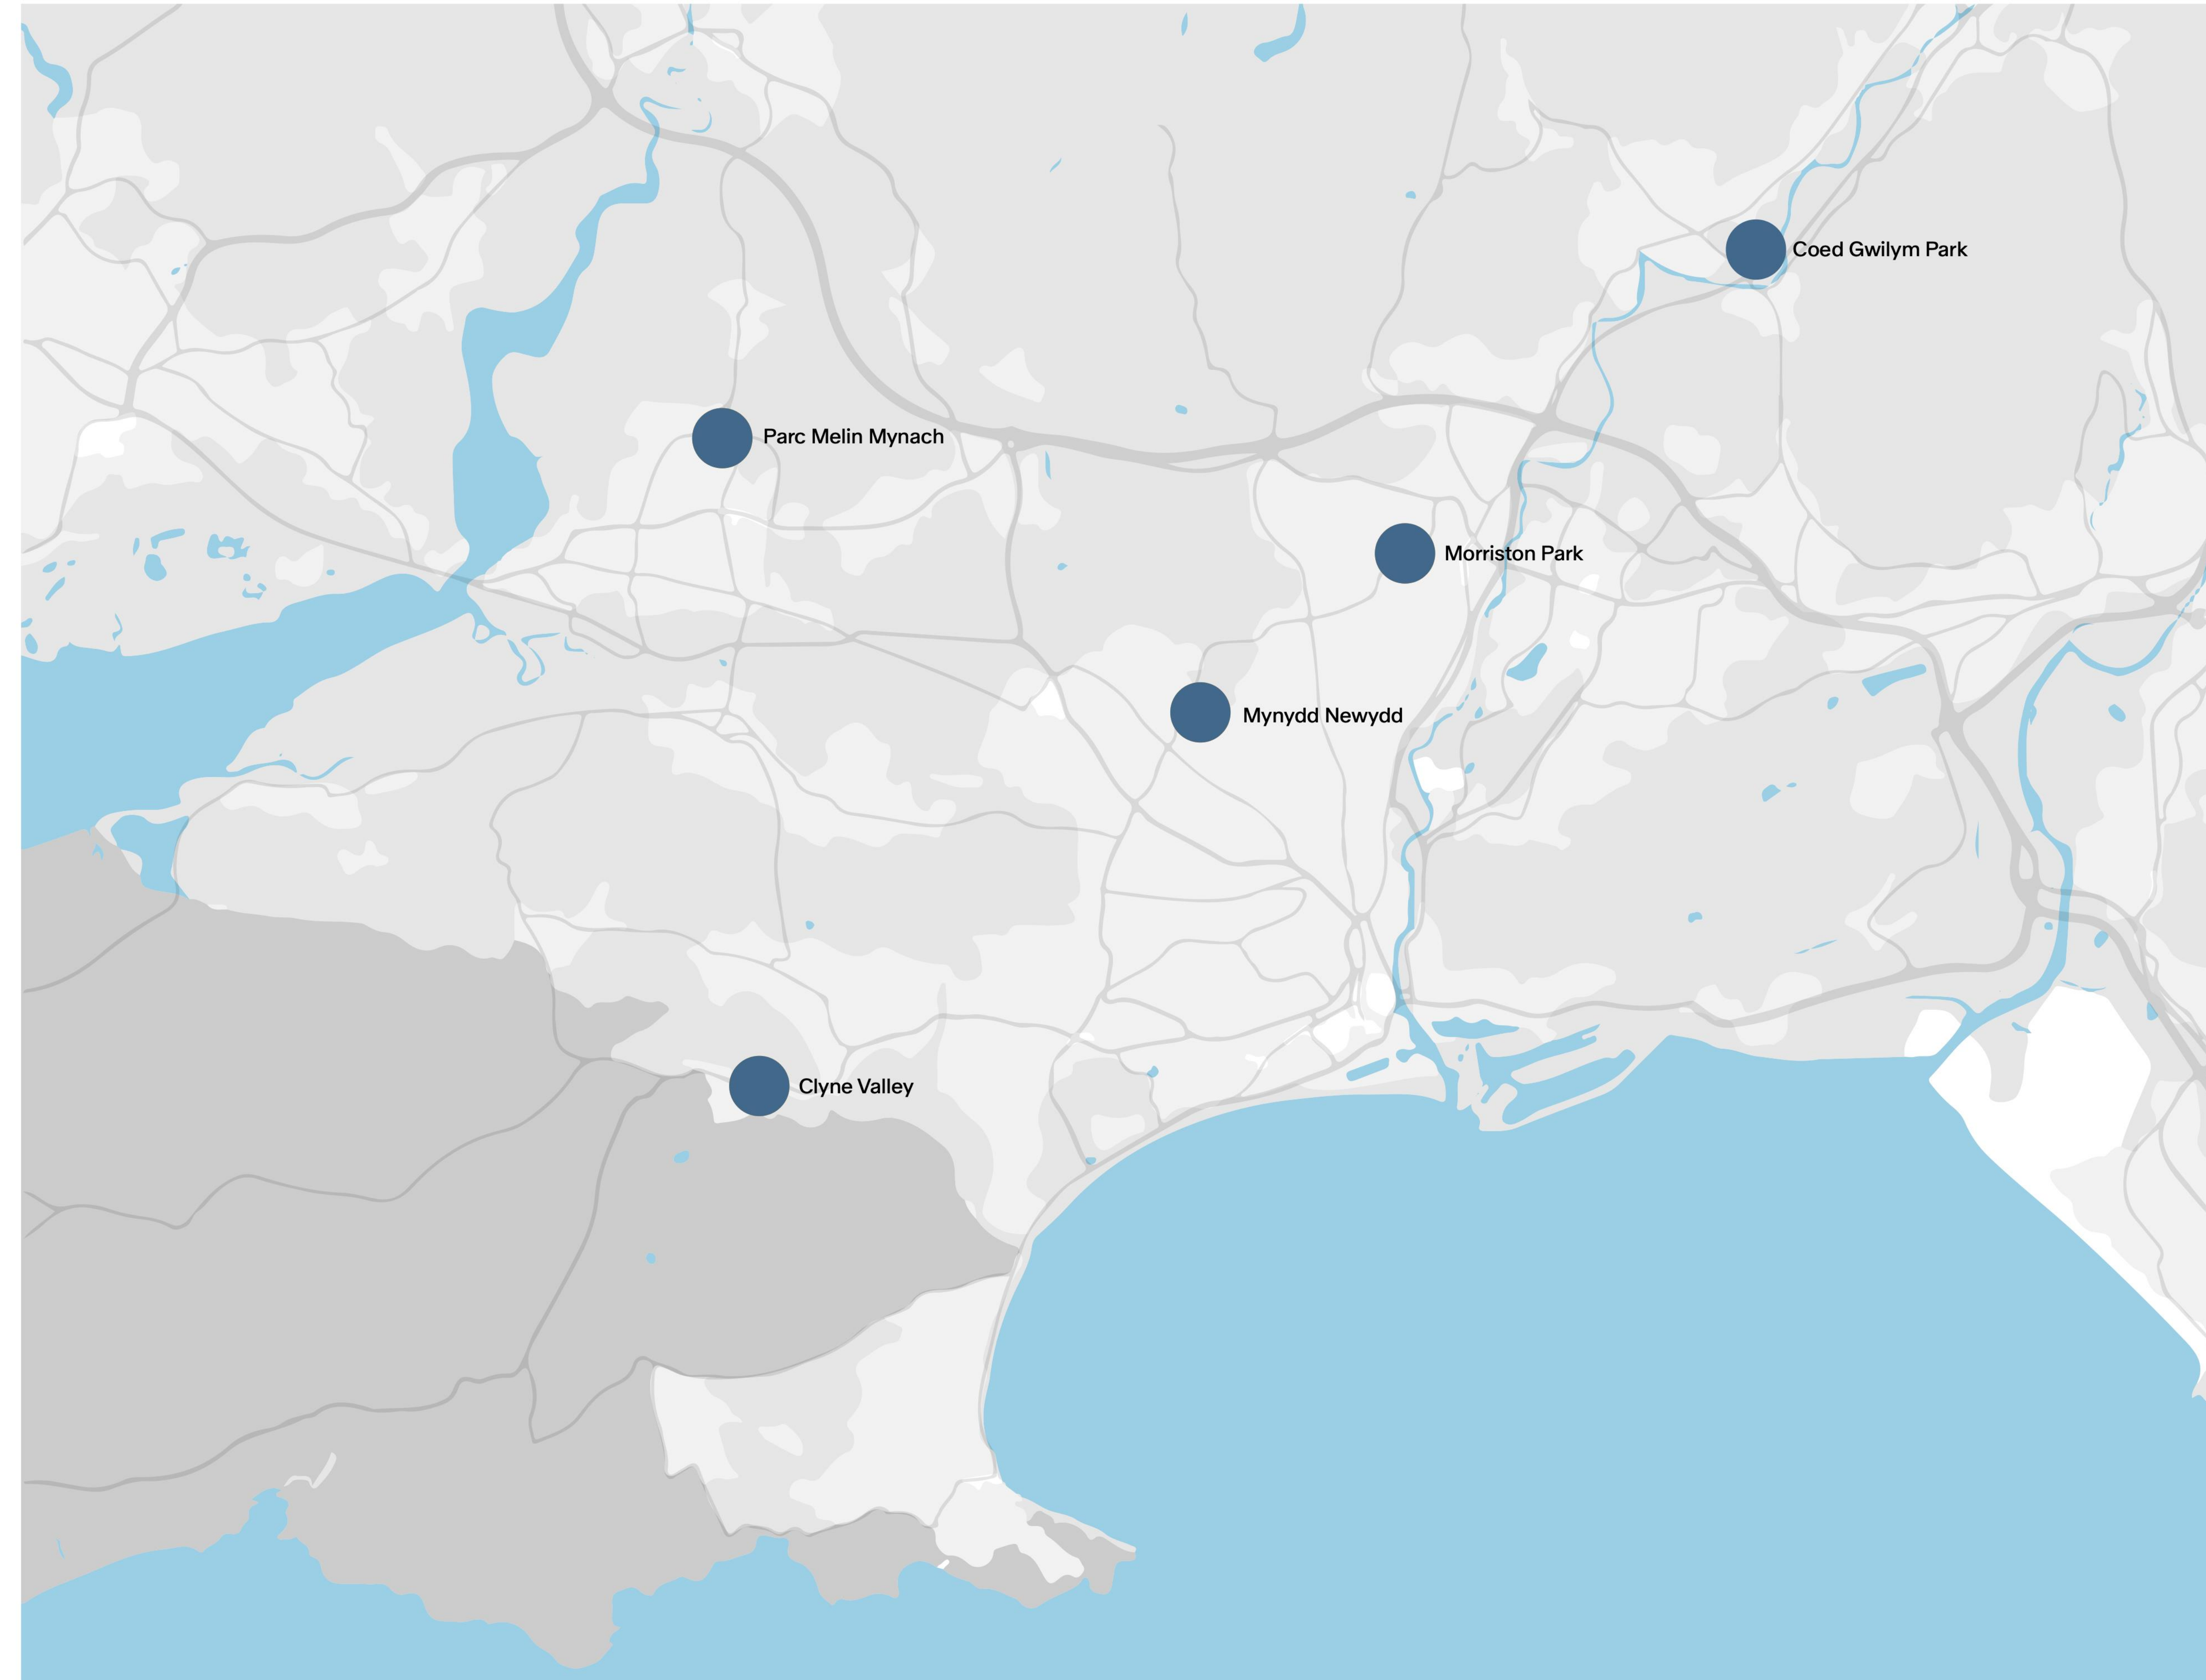 Coed Gwilym Park
Parc Melin Mynach
Morriston Park
Mynydd Newydd
Clyne Valley